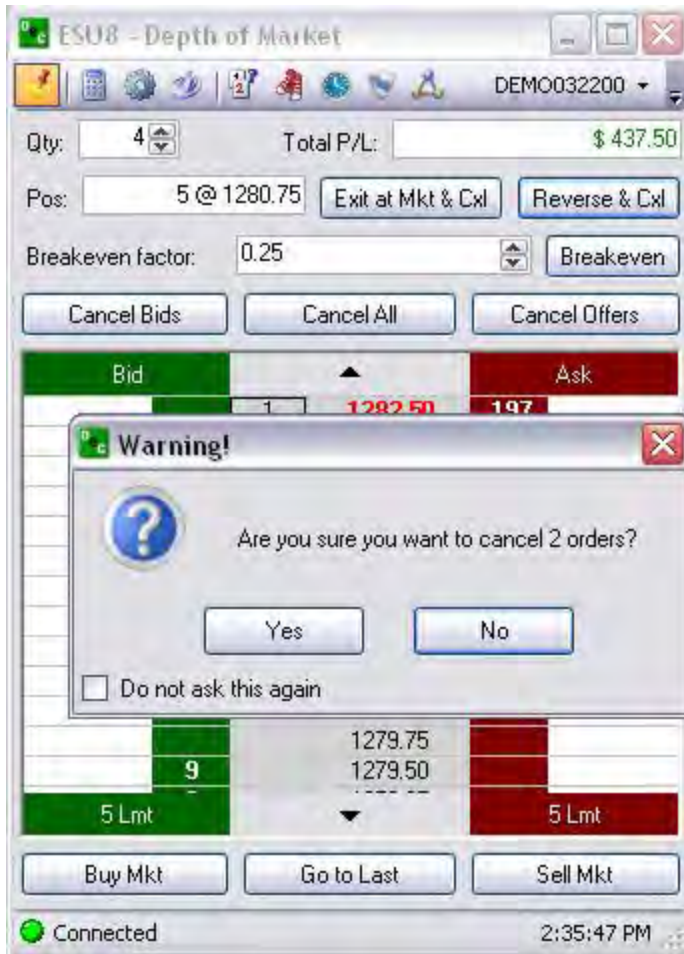 ESU8 - Depth of Market
DEMO032200
Qty: 4 Total P/L: $ 437.50
Pos: 5 @ 1280.75 Exit at Mkt & Cxl Reverse & Cxl
Breakeven factor: 0.25 Breakeven
Cancel Bids Cancel All Cancel Offers
Bid Ask
1 1282.50 197
Warning!
Are you sure you want to cancel 2 orders?
Yes No
Do not ask this again
1279.75
9 1279.50
5 Lmt 5 Lmt
Buy Mkt Go to Last Sell Mkt
Connected 2:35:47 PM